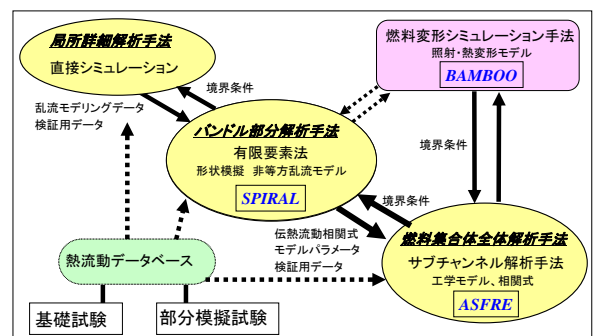 局所詳細解析手法
直接シミュレーション
燃料変形シミュレーション手法
照射・熱変形モデル
BAMBOO
境界条件
乱流モデリングデータ
検証用データ
バンドル部分解析手法
有限要素法
形状模擬 非等方乱流モデル
SPIRAL
境界条件
境界条件
伝熱流動相関式
モデルパラメータ
検証用データ
燃料集合体全体解析手法
サブチャンネル解析手法
工学モデル、相関式
ASFRE
熱流動データベース
基礎試験
部分模擬試験